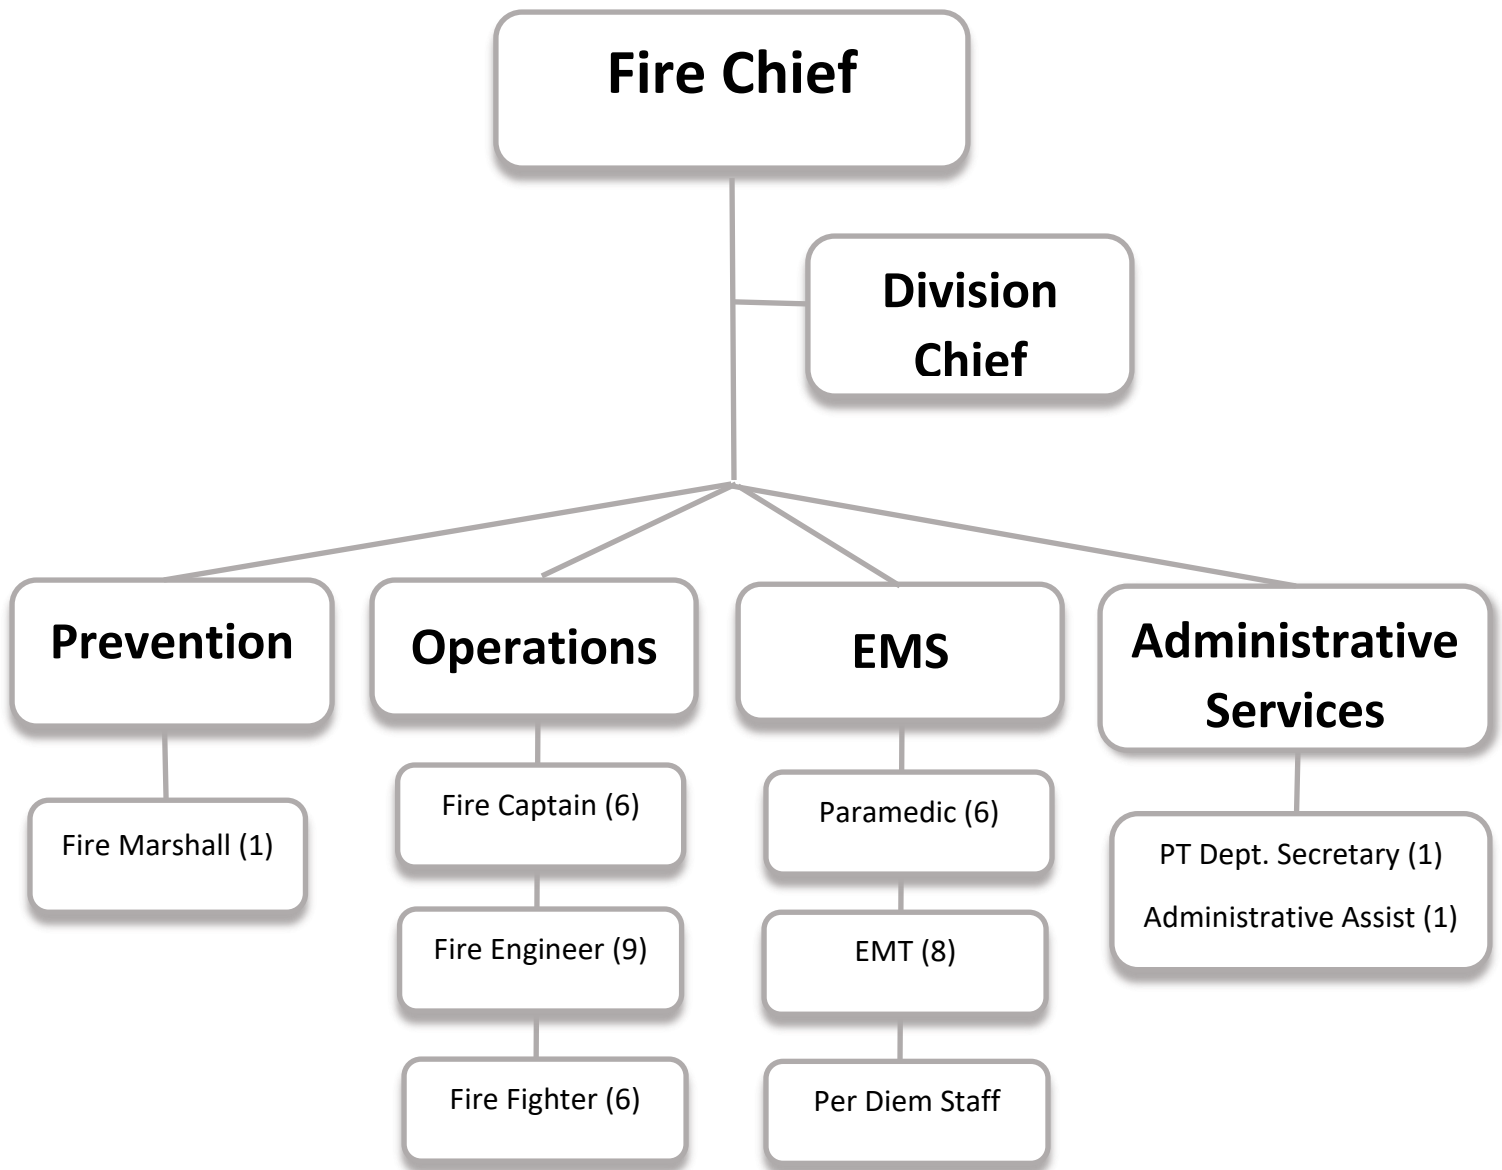 Fire Chief
Division
Chief
Prevention
Operations
EMS
Administrative
Services
Fire Marshall (1)
Fire Captain (6)
Fire Engineer (9)
Fire Fighter (6)
Paramedic (6)
EMT (8)
Per Diem Staff
PT Dept. Secretary (1)
Administrative Assist (1)